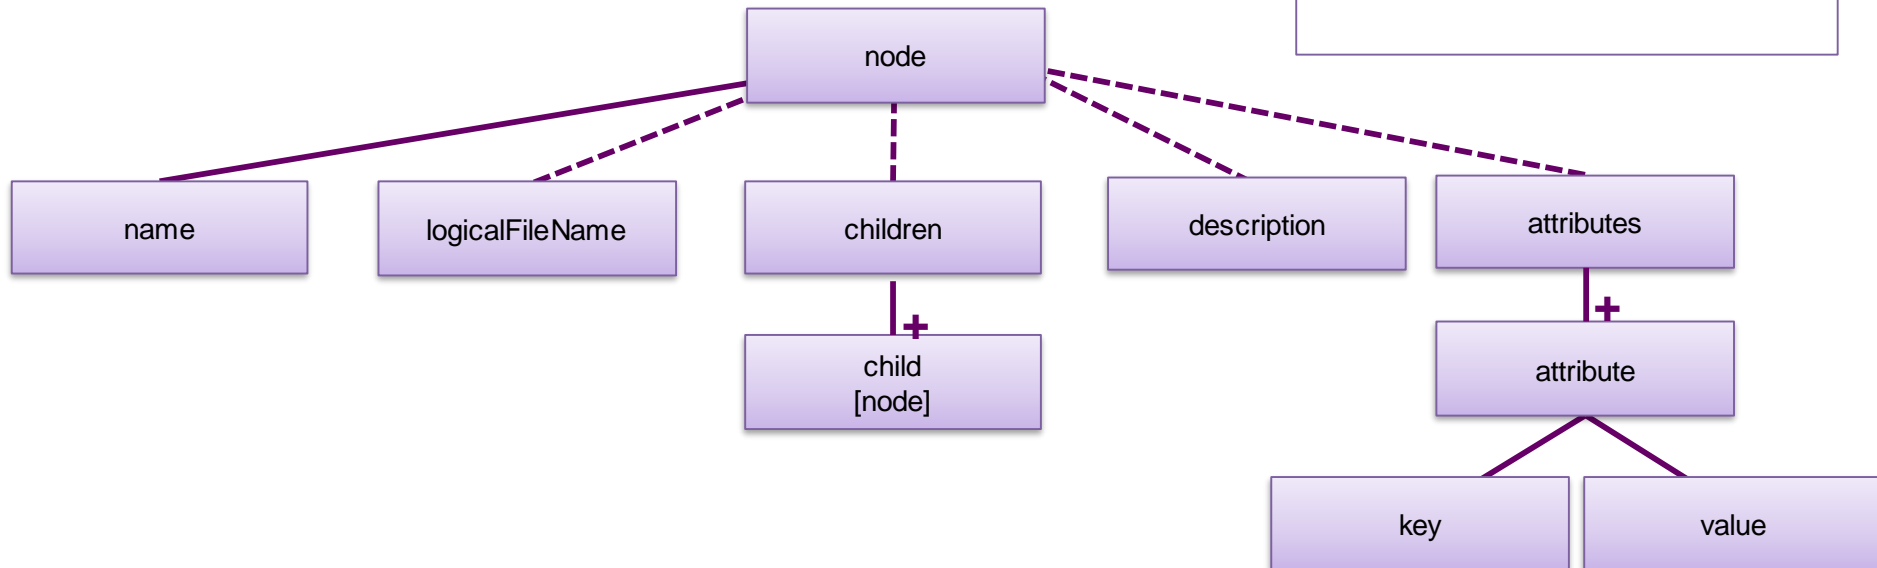 node
name
logicalFileName
children
description
attributes
+
+
child
[node]
attribute
key
value